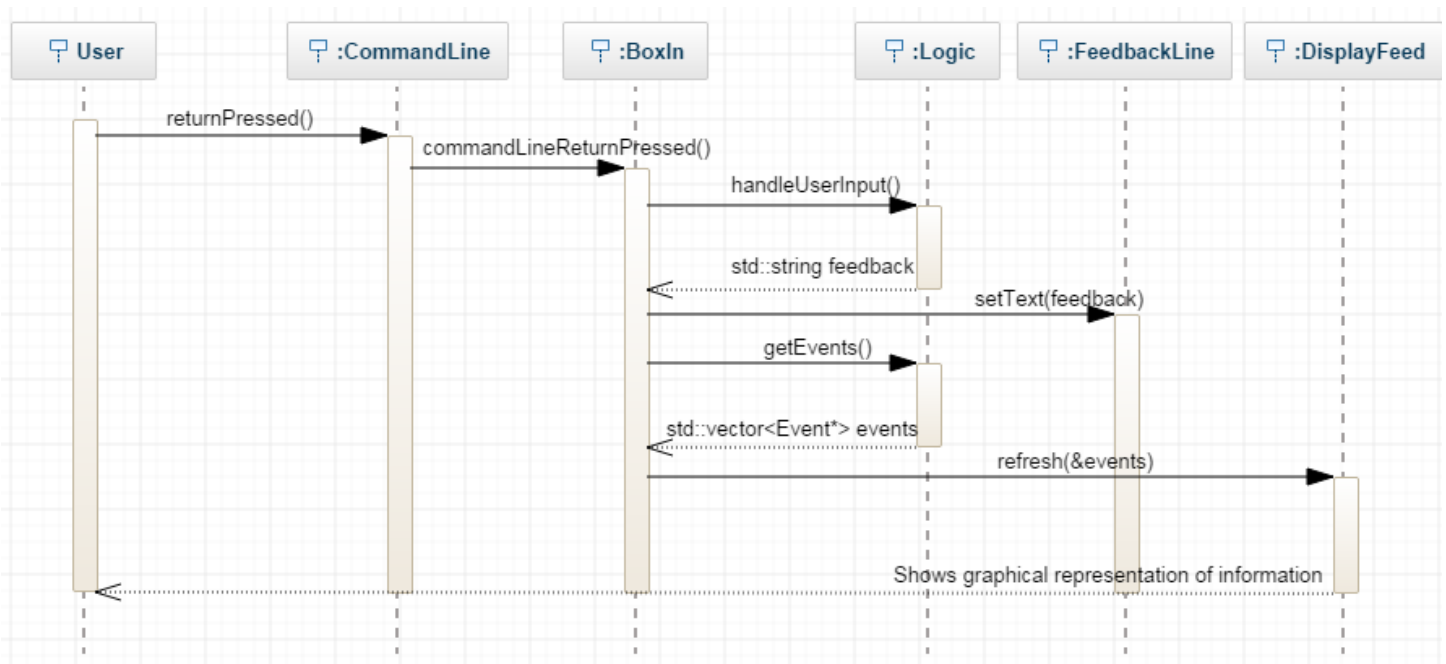 User
:CommandLine
:BoxIn
:Logic
:FeedbackLine
:DisplayFeed
returnPressed()
commandLineReturnPressed()
handleUserInput()
std::string feedback
setText(feedback)
getEvents()
std::vector<Event*> events
refresh(&events)
Shows graphical representation of information